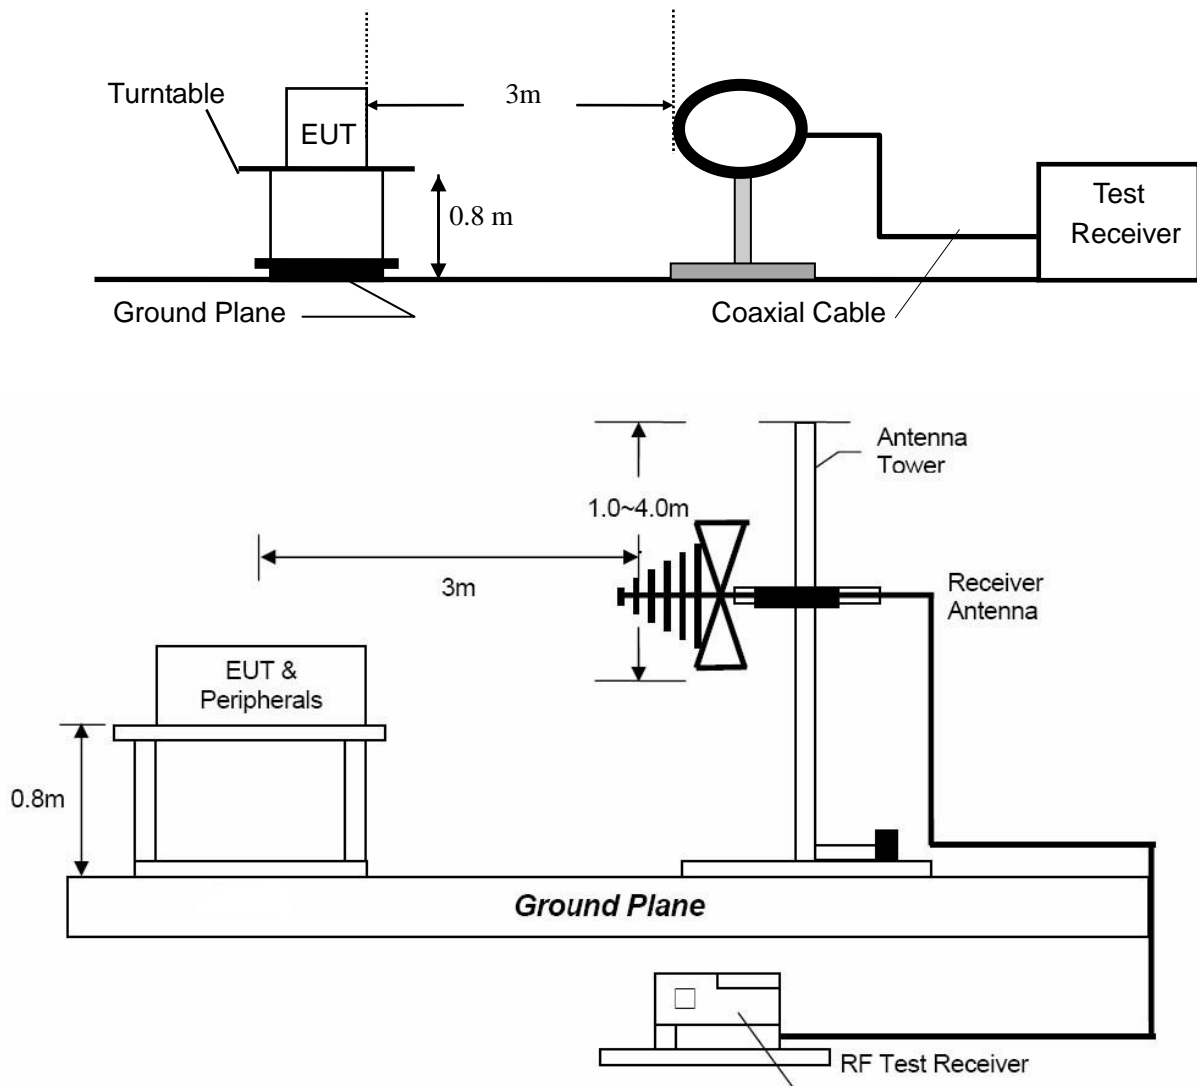 Turntable
3m
EUT
0.8 m
Test
Receiver
Ground Plane
Coaxial Cable
Antenna
Tower
1.0~4.0m
3m
Receiver
Antenna
EUT &
Peripherals
0.8m
Ground Plane
RF Test Receiver